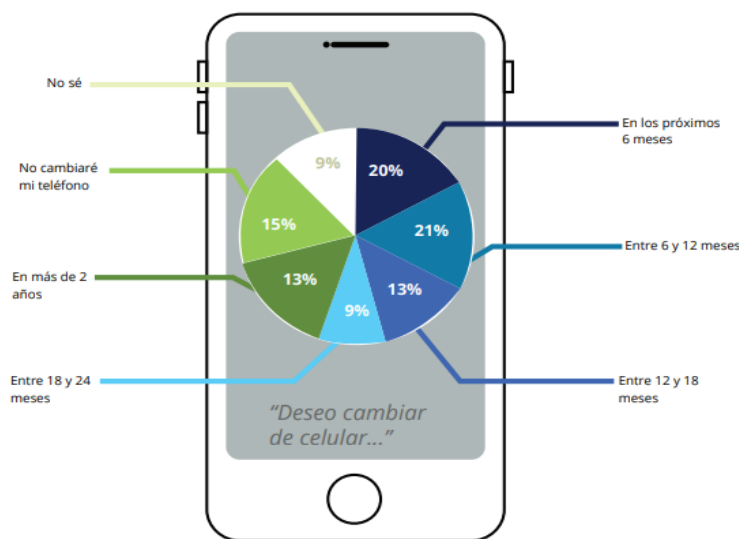 No sé
9%
En los próximos
6 meses
20%
No cambiaré
mi teléfono
15%
21%
Entre 6 y 12 meses
En más de 2
años
13%
13%
9%
Entre 18 y 24
meses
Entre 12 y 18
meses
“Deseo cambiar
de celular...”